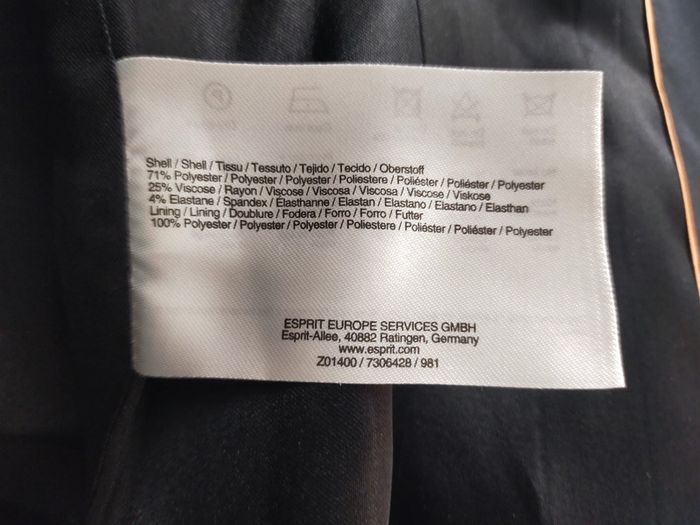 Shell / Shell / Tissu / Tessuto / Tejido / Tecido / Oberstoff
71% Polyester / Polyester / Polyester / Poliestere / Poliéster / Poliéster / Polyester
25% Viscose / Rayon / Viscose / Viscosa / Viscosa / Viscose / Viskose
4% Elastane / Spandex / Élasthanne / Elastan / Elastano / Elastano / Elasthan
Lining / Lining / Doublure / Fodera / Forro / Forro / Futter
100% Polyester / Polyester / Polyester / Poliestere / Poliéster / Poliéster / Polyester
ESPRIT EUROPE SERVICES GMBH
Esprit-Allee, 40882 Ratingen, Germany
www.esprit.com
Z01400 / 7306428 / 981